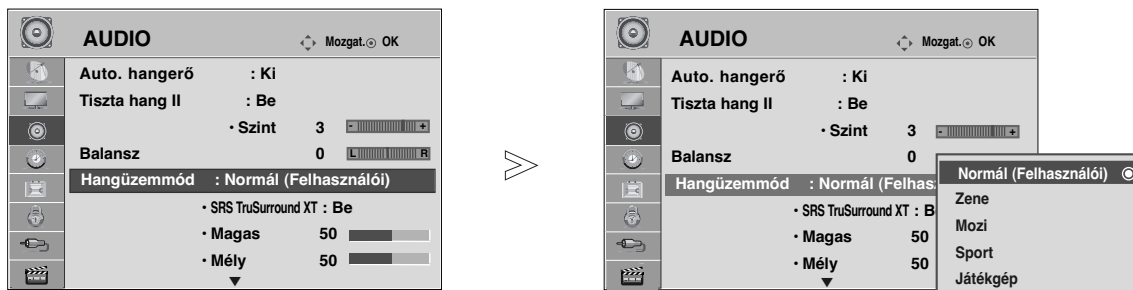 AUDIO Mozgat. OK
Auto. hangerő : Ki
Tiszta hang II : Be
• Szint 3 - +
Balansz 0 L R
Hangüzemmód : Normál (Felhasználói)
• SRS TruSurround XT : Be
• Magas 50
• Mély 50
▼
>
AUDIO Mozgat. OK
Auto. hangerő : Ki
Tiszta hang II : Be
• Szint 3 - +
Balansz 0
Hangüzemmód : Normál (Felhas
• SRS TruSurround XT : B
• Magas 50
• Mély 50
▼
Normál (Felhasználói)
Zene
Mozi
Sport
Játékgép